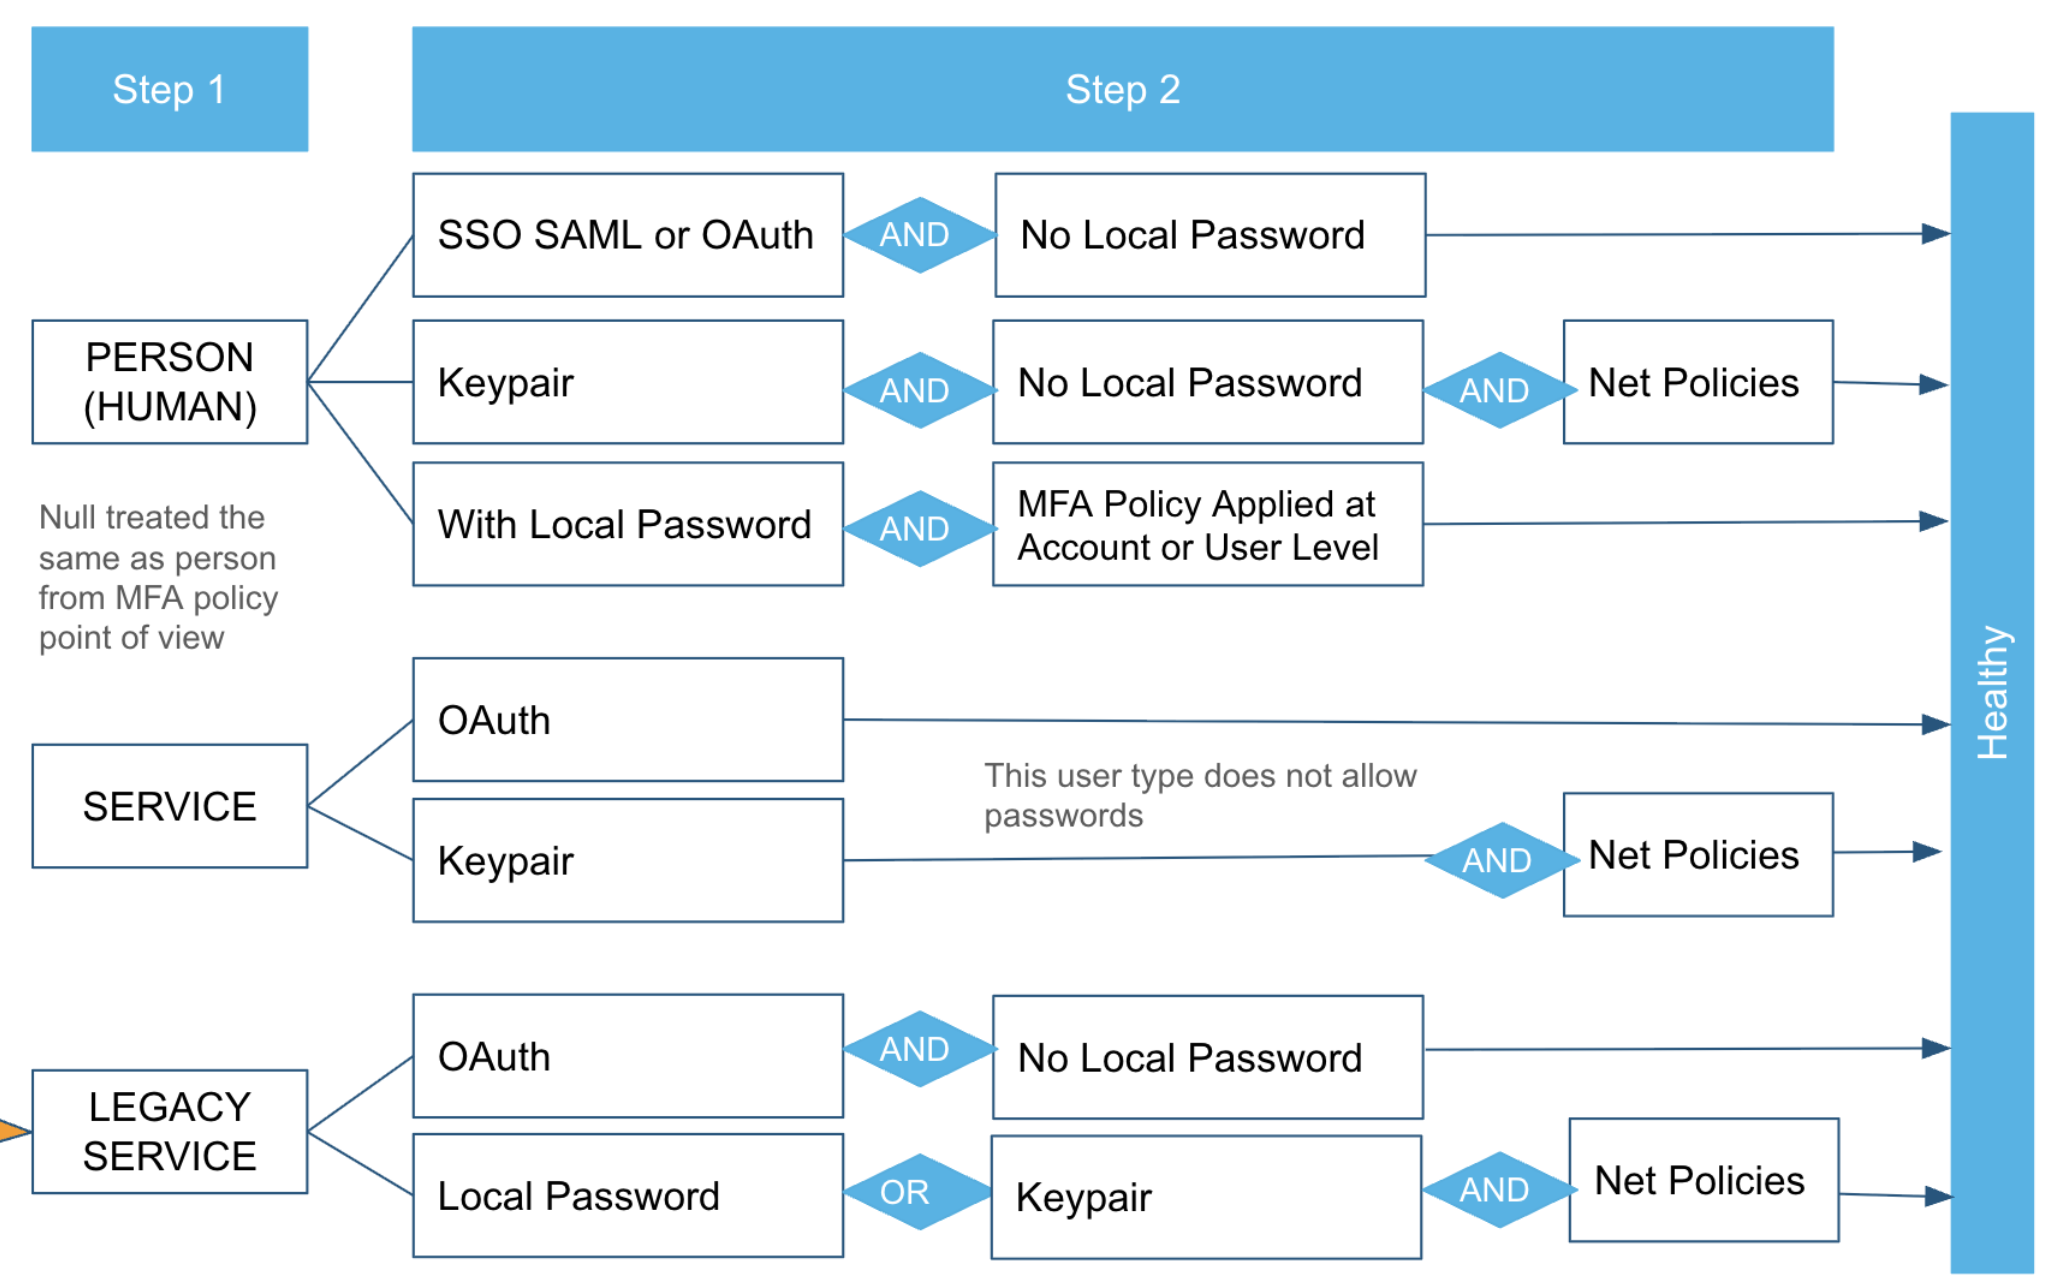 Step 1
Step 2
SSO SAML or OAuth
AND
No Local Password
PERSON
(HUMAN)
Keypair
AND
No Local Password
AND
Net Policies
With Local Password
AND
MFA Policy Applied at
Account or User Level
Null treated the
same as person
from MFA policy
point of view
Healthy
SERVICE
OAuth
This user type does not allow
passwords
Keypair
AND
Net Policies
LEGACY
SERVICE
OAuth
AND
No Local Password
Local Password
OR
Keypair
AND
Net Policies